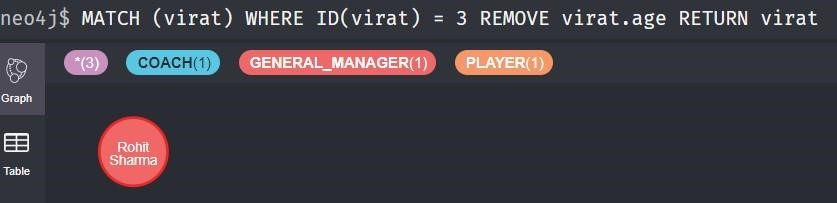 neo4j$ MATCH (virat) WHERE ID(virat) = 3 REMOVE virat.age RETURN virat
*(3) COACH(1) GENERAL_MANAGER(1) PLAYER(1)
Graph
Rohit
Sharma
Table